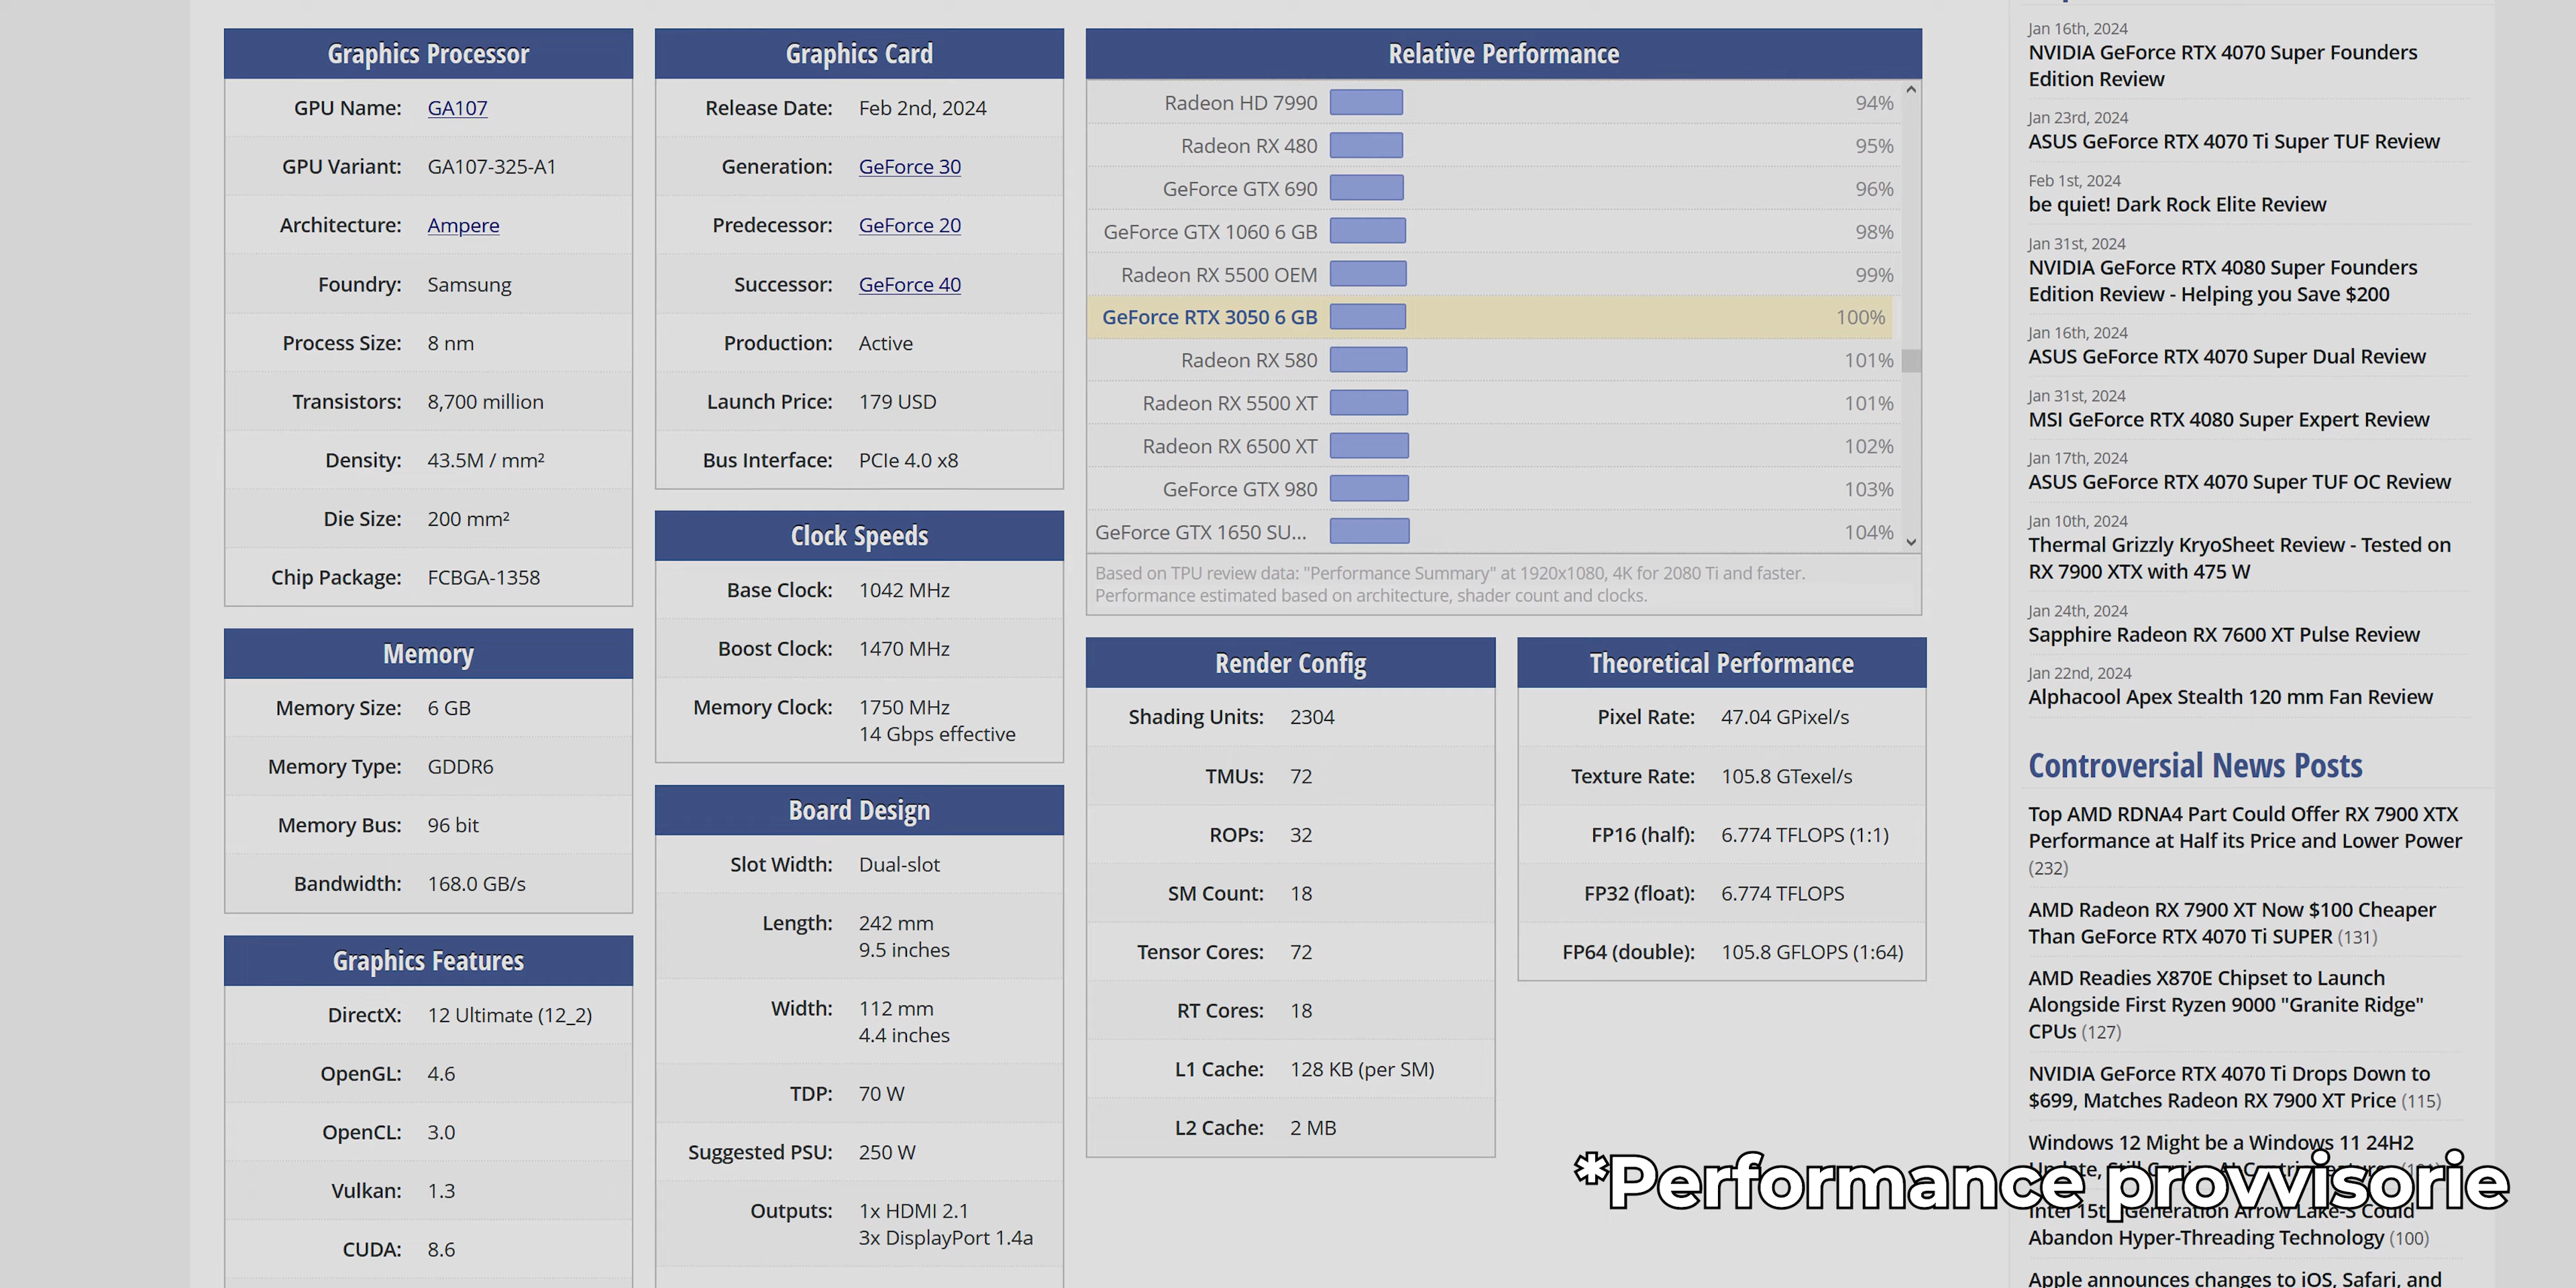 Graphics Processor
GPU Name: GA107
GPU Variant: GA107-325-A1
Architecture: Ampere
Foundry: Samsung
Process Size: 8 nm
Transistors: 8,700 million
Density: 43.5M / mm²
Die Size: 200 mm²
Chip Package: FCBGA-1358
Memory
Memory Size: 6 GB
Memory Type: GDDR6
Memory Bus: 96 bit
Bandwidth: 168.0 GB/s
Graphics Features
DirectX: 12 Ultimate (12_2)
OpenGL: 4.6
OpenCL: 3.0
Vulkan: 1.3
CUDA: 8.6
Graphics Card
Release Date: Feb 2nd, 2024
Generation: GeForce 30
Predecessor: GeForce 20
Successor: GeForce 40
Production: Active
Launch Price: 179 USD
Bus Interface: PCIe 4.0 x8
Clock Speeds
Base Clock: 1042 MHz
Boost Clock: 1470 MHz
Memory Clock: 1750 MHz
14 Gbps effective
Board Design
Slot Width: Dual-slot
Length: 242 mm
9.5 inches
Width: 112 mm
4.4 inches
TDP: 70 W
Suggested PSU: 250 W
Outputs: 1x HDMI 2.1
3x DisplayPort 1.4a
Relative Performance
Radeon HD 7990 94%
Radeon RX 480 95%
GeForce GTX 690 96%
GeForce GTX 1060 6 GB 98%
Radeon RX 5500 OEM 99%
GeForce RTX 3050 6 GB 100%
Radeon RX 580 101%
Radeon RX 5500 XT 101%
Radeon RX 6500 XT 102%
GeForce GTX 980 103%
GeForce GTX 1650 SU... 104%
Based on TPU review data: "Performance Summary" at 1920x1080, 4K for 2080 Ti and faster.
Performance estimated based on architecture, shader count and clocks.
Render Config
Shading Units: 2304
TMUs: 72
ROPs: 32
SM Count: 18
Tensor Cores: 72
RT Cores: 18
L1 Cache: 128 KB (per SM)
L2 Cache: 2 MB
Theoretical Performance
Pixel Rate: 47.04 GPixel/s
Texture Rate: 105.8 GTexel/s
FP16 (half): 6.774 TFLOPS (1:1)
FP32 (float): 6.774 TFLOPS
FP64 (double): 105.8 GFLOPS (1:64)
Jan 16th, 2024
NVIDIA GeForce RTX 4070 Super Founders
Edition Review
Jan 23rd, 2024
ASUS GeForce RTX 4070 Ti Super TUF Review
Feb 1st, 2024
be quiet! Dark Rock Elite Review
Jan 31st, 2024
NVIDIA GeForce RTX 4080 Super Founders
Edition Review - Helping you Save $200
Jan 16th, 2024
ASUS GeForce RTX 4070 Super Dual Review
Jan 31st, 2024
MSI GeForce RTX 4080 Super Expert Review
Jan 17th, 2024
ASUS GeForce RTX 4070 Super TUF OC Review
Jan 10th, 2024
Thermal Grizzly KryoSheet Review - Tested on
RX 7900 XTX with 475 W
Jan 24th, 2024
Sapphire Radeon RX 7600 XT Pulse Review
Jan 22nd, 2024
Alphacool Apex Stealth 120 mm Fan Review
Controversial News Posts
Top AMD RDNA4 Part Could Offer RX 7900 XTX
Performance at Half its Price and Lower Power
(232)
AMD Radeon RX 7900 XT Now $100 Cheaper
Than GeForce RTX 4070 Ti SUPER (131)
AMD Readies X870E Chipset to Launch
Alongside First Ryzen 9000 "Granite Ridge"
CPUs (127)
NVIDIA GeForce RTX 4070 Ti Drops Down to
$699, Matches Radeon RX 7900 XT Price (115)
Windows 12 Might be a Windows 11 24H2
*Performance provvisorie
Intel 15th Generation Arrow Lake-S Could
Abandon Hyper-Threading Technology (100)
Apple announces changes to iOS, Safari, and